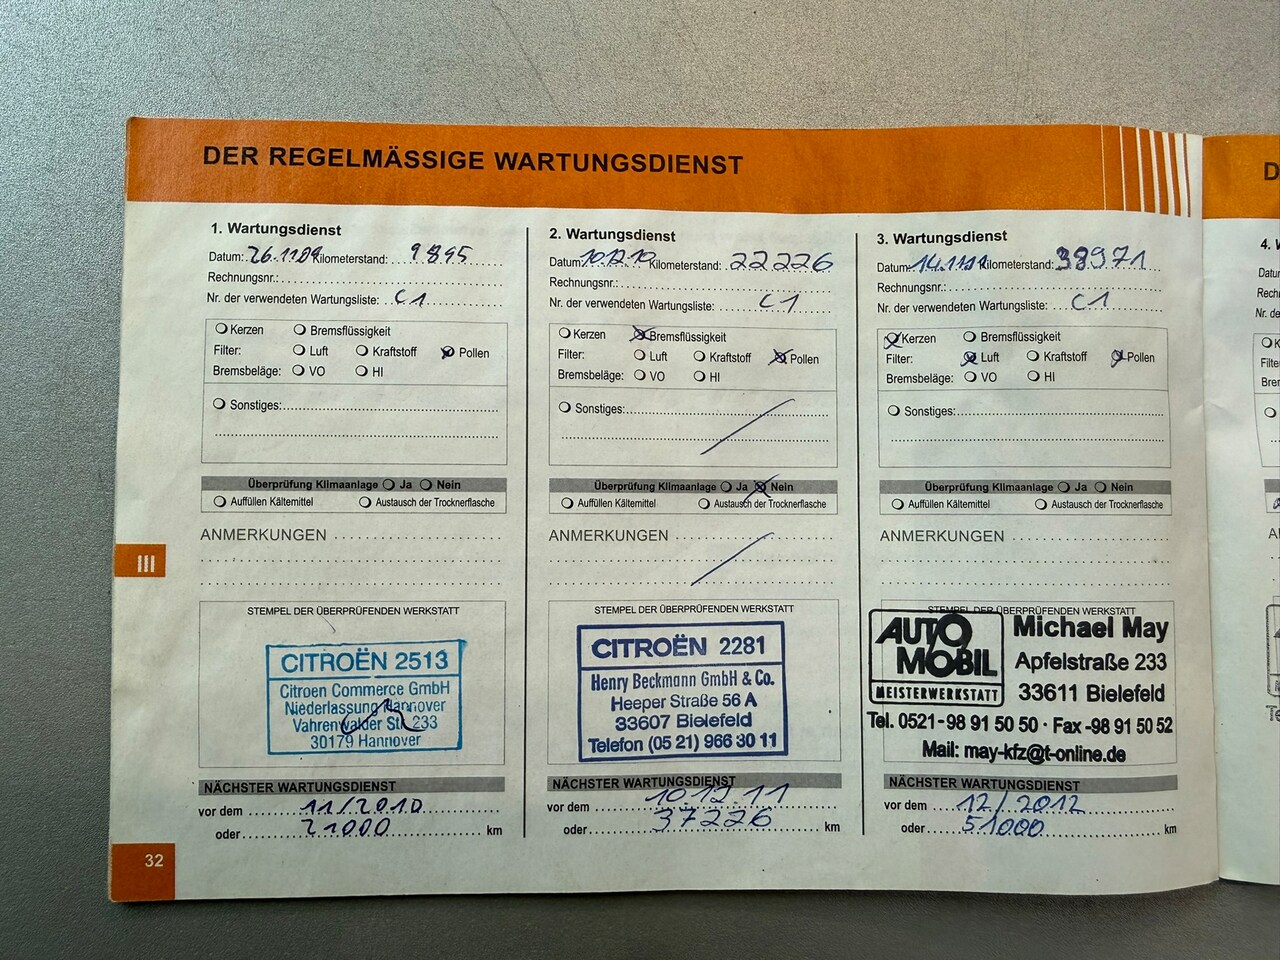 DER REGELMÄSSIGE WARTUNGSDIENST
1. Wartungsdienst
Datum: 26.11.09 Kilometerstand: 9895
Rechnungsnr.:
Nr. der verwendeten Wartungsliste: C1
Kerzen Bremsflüssigkeit
Filter: Luft Kraftstoff Pollen
Bremsbeläge: VO HI
Sonstiges:
Überprüfung Klimaanlage Ja Nein
Auffüllen Kältemittel Austausch der Trocknerflasche
ANMERKUNGEN
STEMPEL DER ÜBERPRÜFENDEN WERKSTATT
CITROËN 2513
Citroen Commerce GmbH
Niederlassung Hannover
Vahrenwalder Str. 233
30179 Hannover
NÄCHSTER WARTUNGSDIENST
vor dem 11/2010
oder 21000 km
2. Wartungsdienst
Datum: 10.12.10 Kilometerstand: 22226
Rechnungsnr.:
Nr. der verwendeten Wartungsliste: C1
Kerzen Bremsflüssigkeit
Filter: Luft Kraftstoff Pollen
Bremsbeläge: VO HI
Sonstiges:
Überprüfung Klimaanlage Ja Nein
Auffüllen Kältemittel Austausch der Trocknerflasche
ANMERKUNGEN
STEMPEL DER ÜBERPRÜFENDEN WERKSTATT
CITROËN 2281
Henry Beckmann GmbH & Co.
Heeper Straße 56 A
33607 Bielefeld
Telefon (05 21) 966 30 11
NÄCHSTER WARTUNGSDIENST
vor dem 10.12.11
oder 37226 km
3. Wartungsdienst
Datum: Kilometerstand: 38971
Rechnungsnr.:
Nr. der verwendeten Wartungsliste: C1
Kerzen Bremsflüssigkeit
Filter: Luft Kraftstoff Pollen
Bremsbeläge: VO HI
Sonstiges:
Überprüfung Klimaanlage Ja Nein
Auffüllen Kältemittel Austausch der Trocknerflasche
ANMERKUNGEN
STEMPEL DER ÜBERPRÜFENDEN WERKSTATT
AUTO MOBIL
MEISTERWERKSTATT
Michael May
Apfelstraße 233
33611 Bielefeld
Tel. 0521-98 91 50 50 · Fax -98 91 50 52
Mail: may-kfz@t-online.de
NÄCHSTER WARTUNGSDIENST
vor dem 12/2012
oder 51000 km
III
32